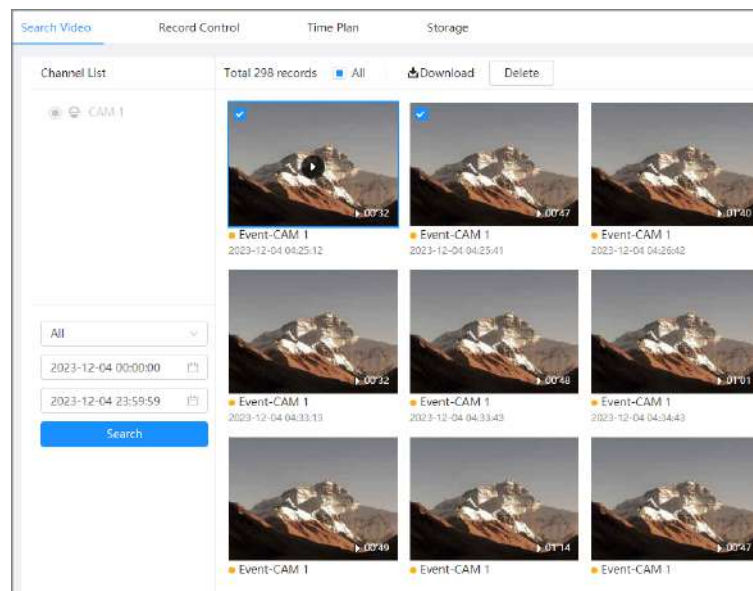 Search Video Record Control Time Plan Storage
Channel List
Total 298 records All Download Delete
CAM 1
00:32 00:47 01:40
Event-CAM 1 Event-CAM 1 Event-CAM 1
2023-12-04 04:25:12 2023-12-04 04:25:41 2023-12-04 04:26:42
All
2023-12-04 00:00:00
00:32 00:48 01:01
2023-12-04 23:59:59
Event-CAM 1 Event-CAM 1 Event-CAM 1
2023-12-04 04:33:13 2023-12-04 04:33:43 2023-12-04 04:34:43
Search
00:49 01:14 00:47
Event-CAM 1 Event-CAM 1 Event-CAM 1